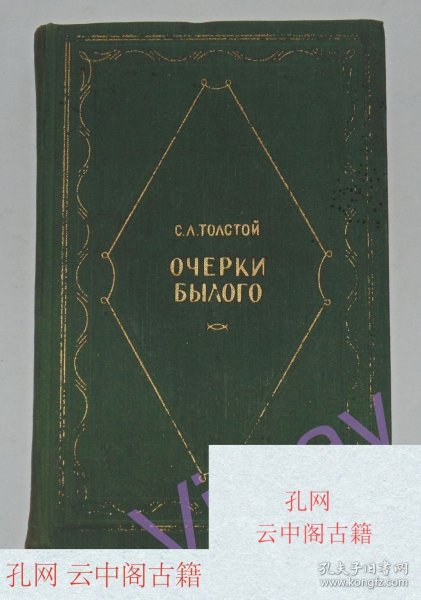 С.Л.ТОЛСТОЙ
ОЧЕРКИ
БЫЛОГО
孔网
云中阁古籍
孔网 云中阁古籍
孔夫子旧书网
www.kongfz.com